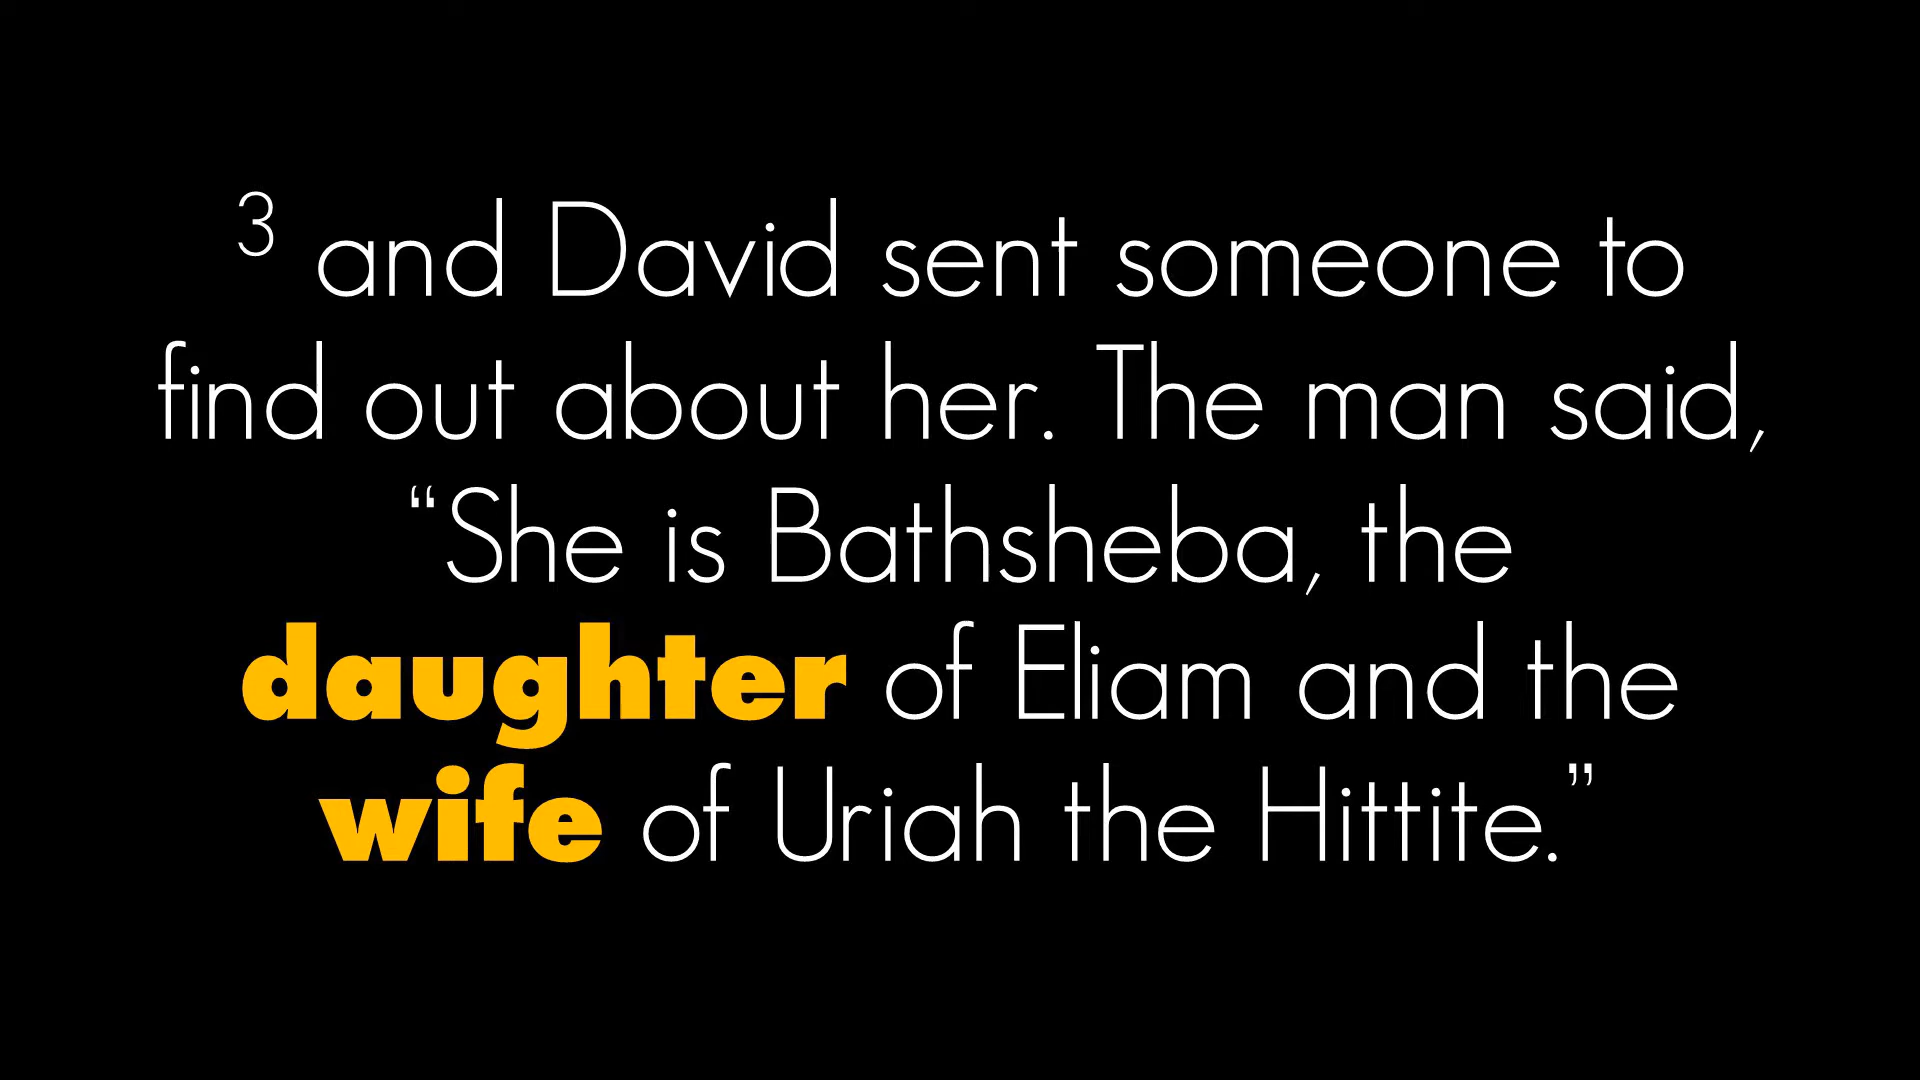 ³ and David sent someone to
find out about her. The man said,
“She is Bathsheba, the
daughter of Eliam and the
wife of Uriah the Hittite.”